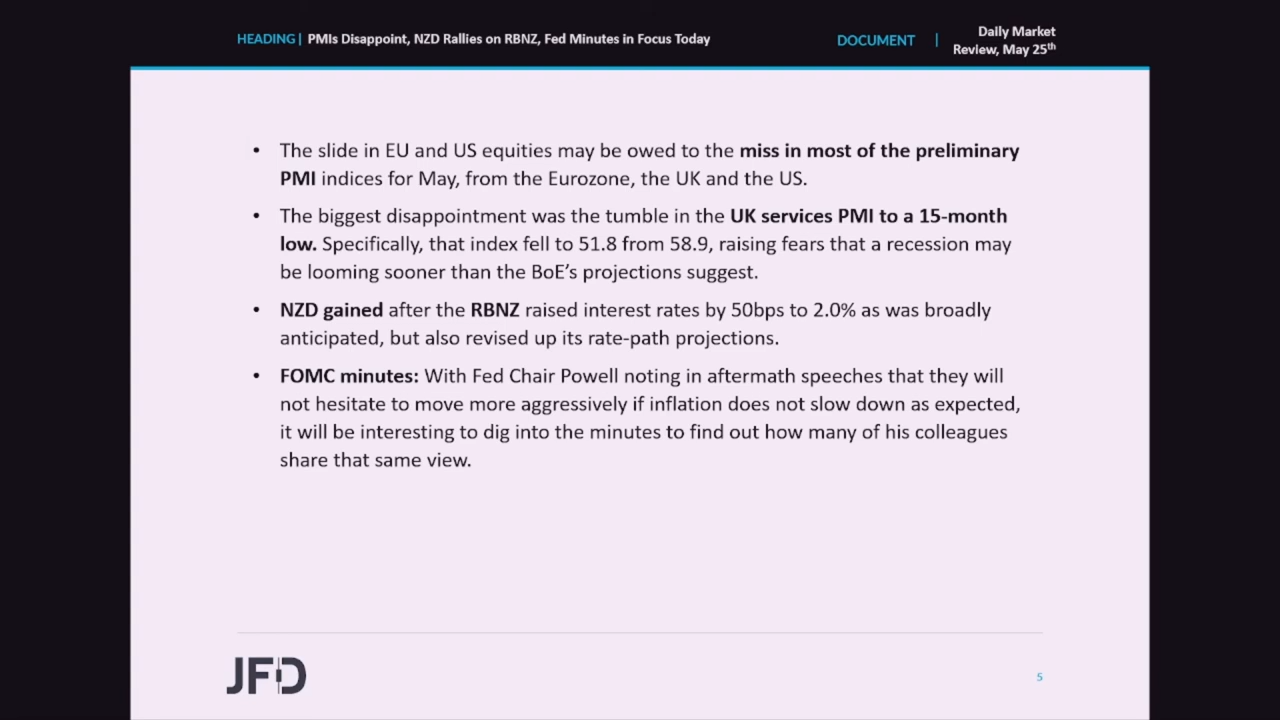 HEADING | PMIs Disappoint, NZD Rallies on RBNZ, Fed Minutes in Focus Today
DOCUMENT |
Daily Market
Review, May 25th
• The slide in EU and US equities may be owed to the miss in most of the preliminary
PMI indices for May, from the Eurozone, the UK and the US.
• The biggest disappointment was the tumble in the UK services PMI to a 15-month
low. Specifically, that index fell to 51.8 from 58.9, raising fears that a recession may
be looming sooner than the BoE’s projections suggest.
• NZD gained after the RBNZ raised interest rates by 50bps to 2.0% as was broadly
anticipated, but also revised up its rate-path projections.
• FOMC minutes: With Fed Chair Powell noting in aftermath speeches that they will
not hesitate to move more aggressively if inflation does not slow down as expected,
it will be interesting to dig into the minutes to find out how many of his colleagues
share that same view.
JFD
5